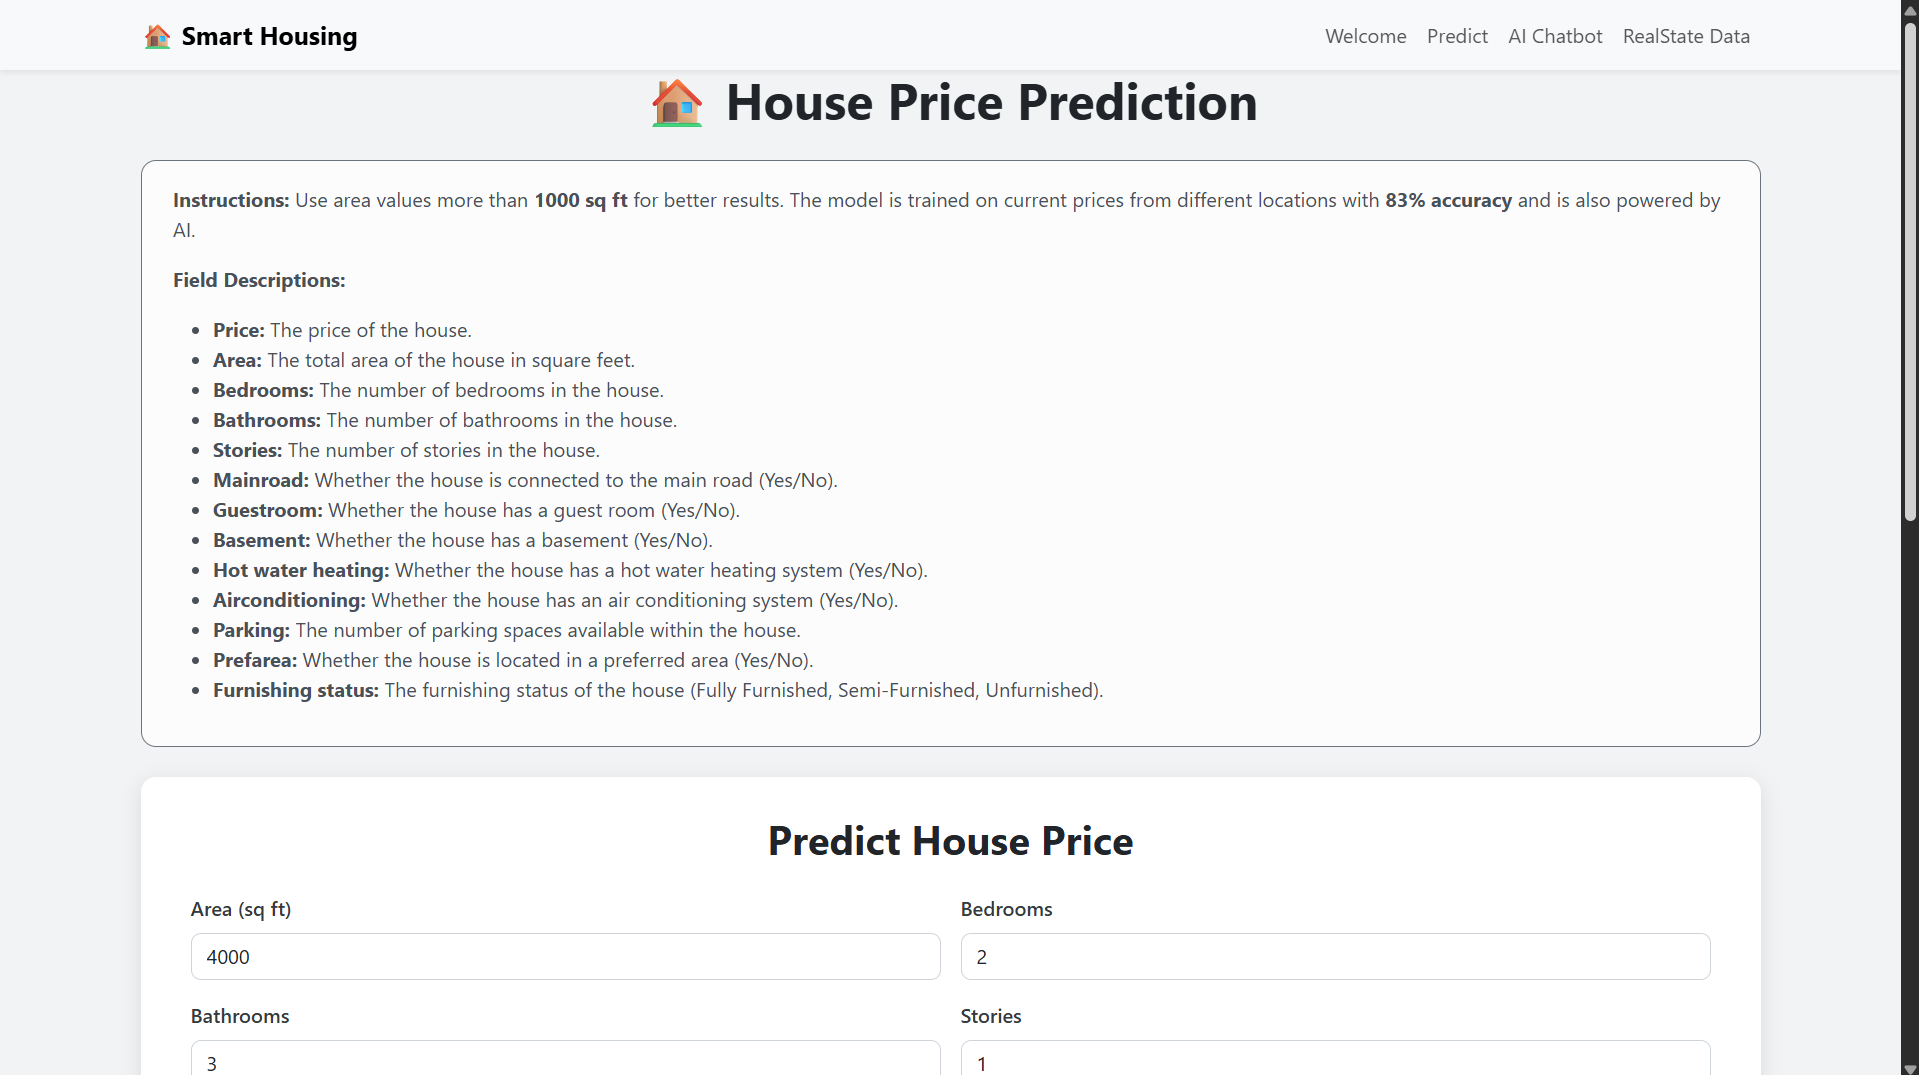 Smart Housing
Welcome Predict AI Chatbot RealState Data
House Price Prediction
Instructions: Use area values more than 1000 sq ft for better results. The model is trained on current prices from different locations with 83% accuracy and is also powered by
AI.
Field Descriptions:
• Price: The price of the house.
• Area: The total area of the house in square feet.
• Bedrooms: The number of bedrooms in the house.
• Bathrooms: The number of bathrooms in the house.
• Stories: The number of stories in the house.
• Mainroad: Whether the house is connected to the main road (Yes/No).
• Guestroom: Whether the house has a guest room (Yes/No).
• Basement: Whether the house has a basement (Yes/No).
• Hot water heating: Whether the house has a hot water heating system (Yes/No).
• Airconditioning: Whether the house has an air conditioning system (Yes/No).
• Parking: The number of parking spaces available within the house.
• Prefarea: Whether the house is located in a preferred area (Yes/No).
• Furnishing status: The furnishing status of the house (Fully Furnished, Semi-Furnished, Unfurnished).
Predict House Price
Area (sq ft) Bedrooms
4000 2
Bathrooms Stories
3 1